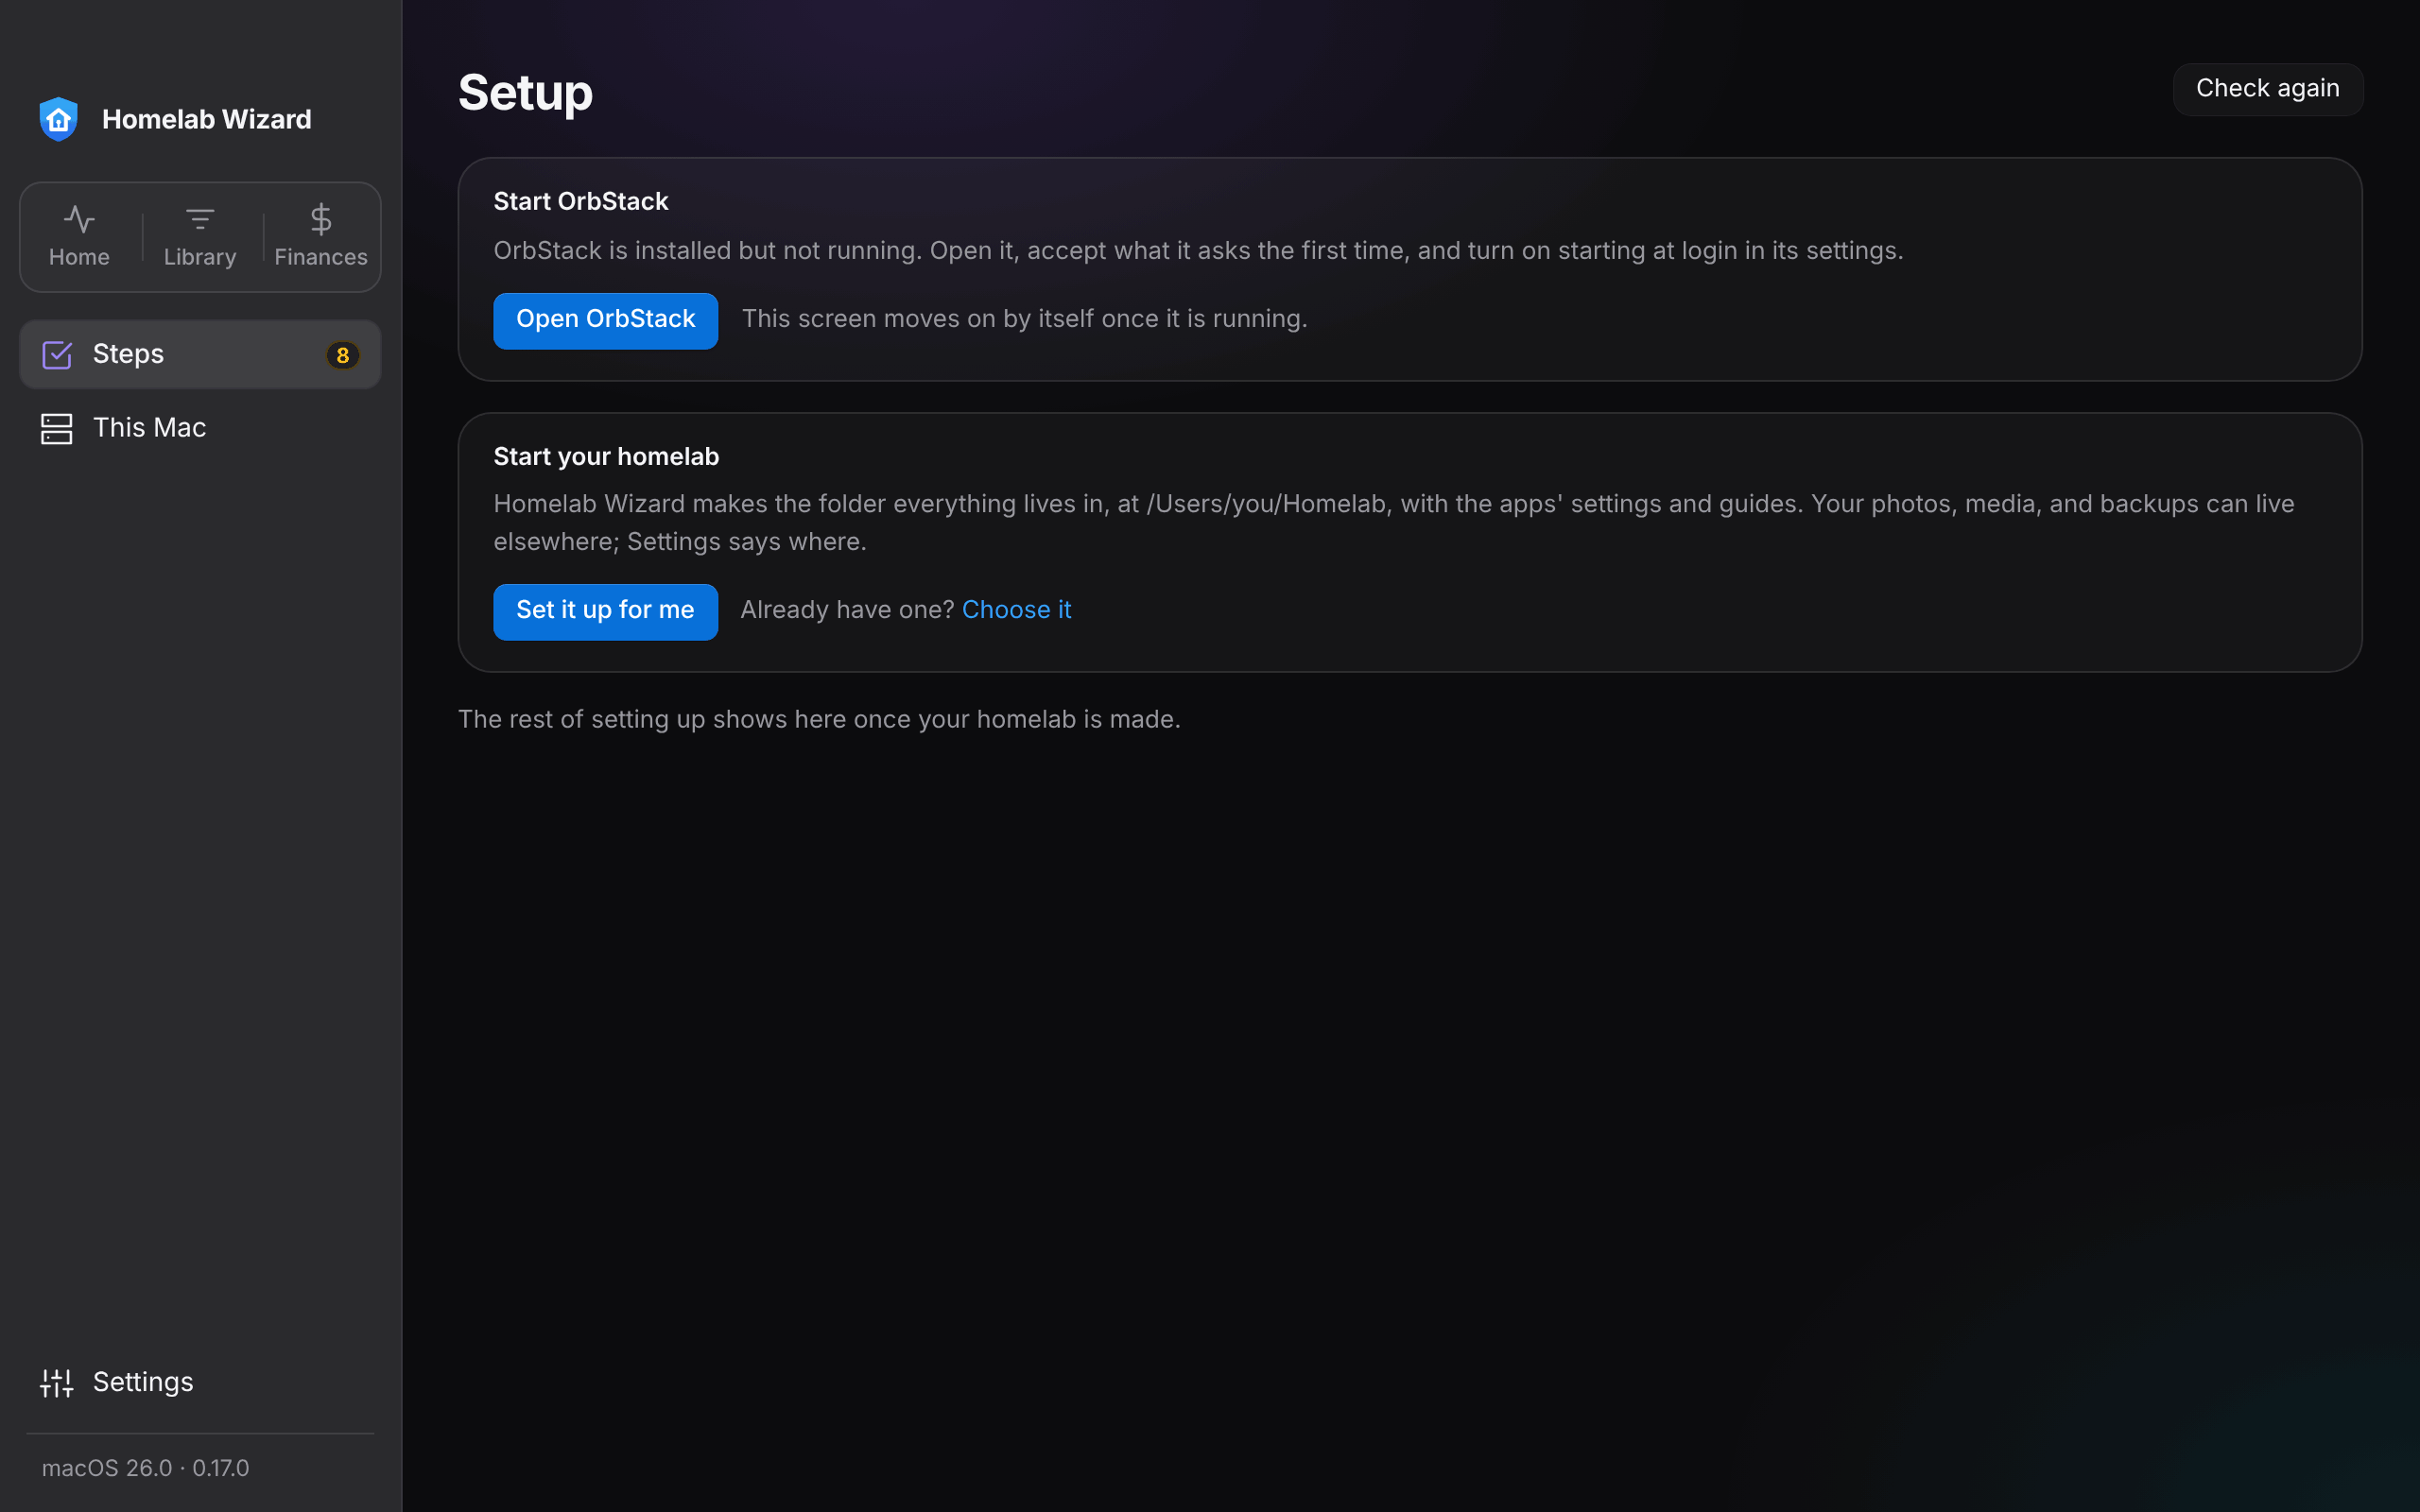 Homelab Wizard
Home
Library
Finances
Steps
8
This Mac
Settings
macOS 26.0 · 0.17.0
Setup
Check again
Start OrbStack
OrbStack is installed but not running. Open it, accept what it asks the first time, and turn on starting at login in its settings.
Open OrbStack
This screen moves on by itself once it is running.
Start your homelab
Homelab Wizard makes the folder everything lives in, at /Users/you/Homelab, with the apps' settings and guides. Your photos, media, and backups can live
elsewhere; Settings says where.
Set it up for me
Already have one? Choose it
The rest of setting up shows here once your homelab is made.